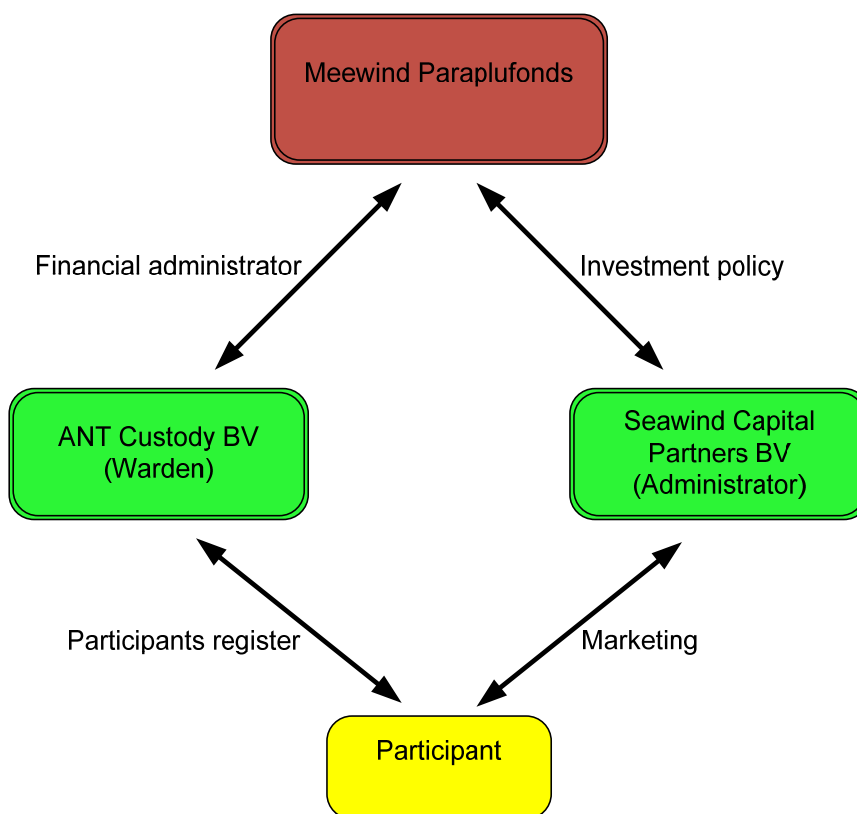 Meewind Paraplufonds
Financial administrator
Investment policy
ANT Custody BV
(Warden)
Seawind Capital
Partners BV
(Administrator)
Participants register
Marketing
Participant